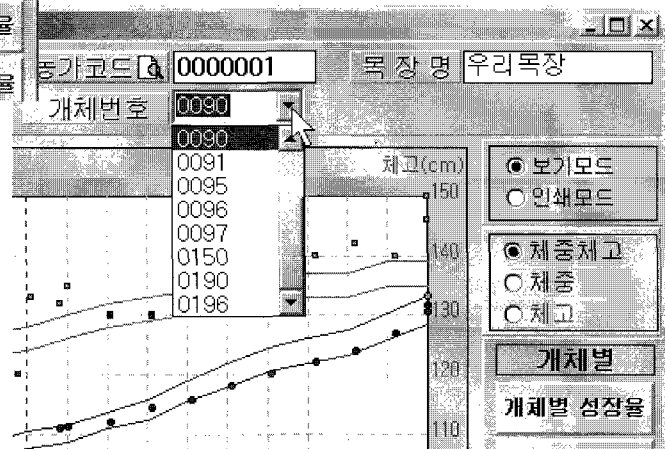 율
농가코드 0000001 목 장 명 우리목장
율
개체번호 0090
0090
0091
0095
0096
0097
0150
0190
0196
체고(cm)
150
140
130
120
110
보기모드
인쇄모드
체중체고
체중
체고
개체별
개체별 성장율